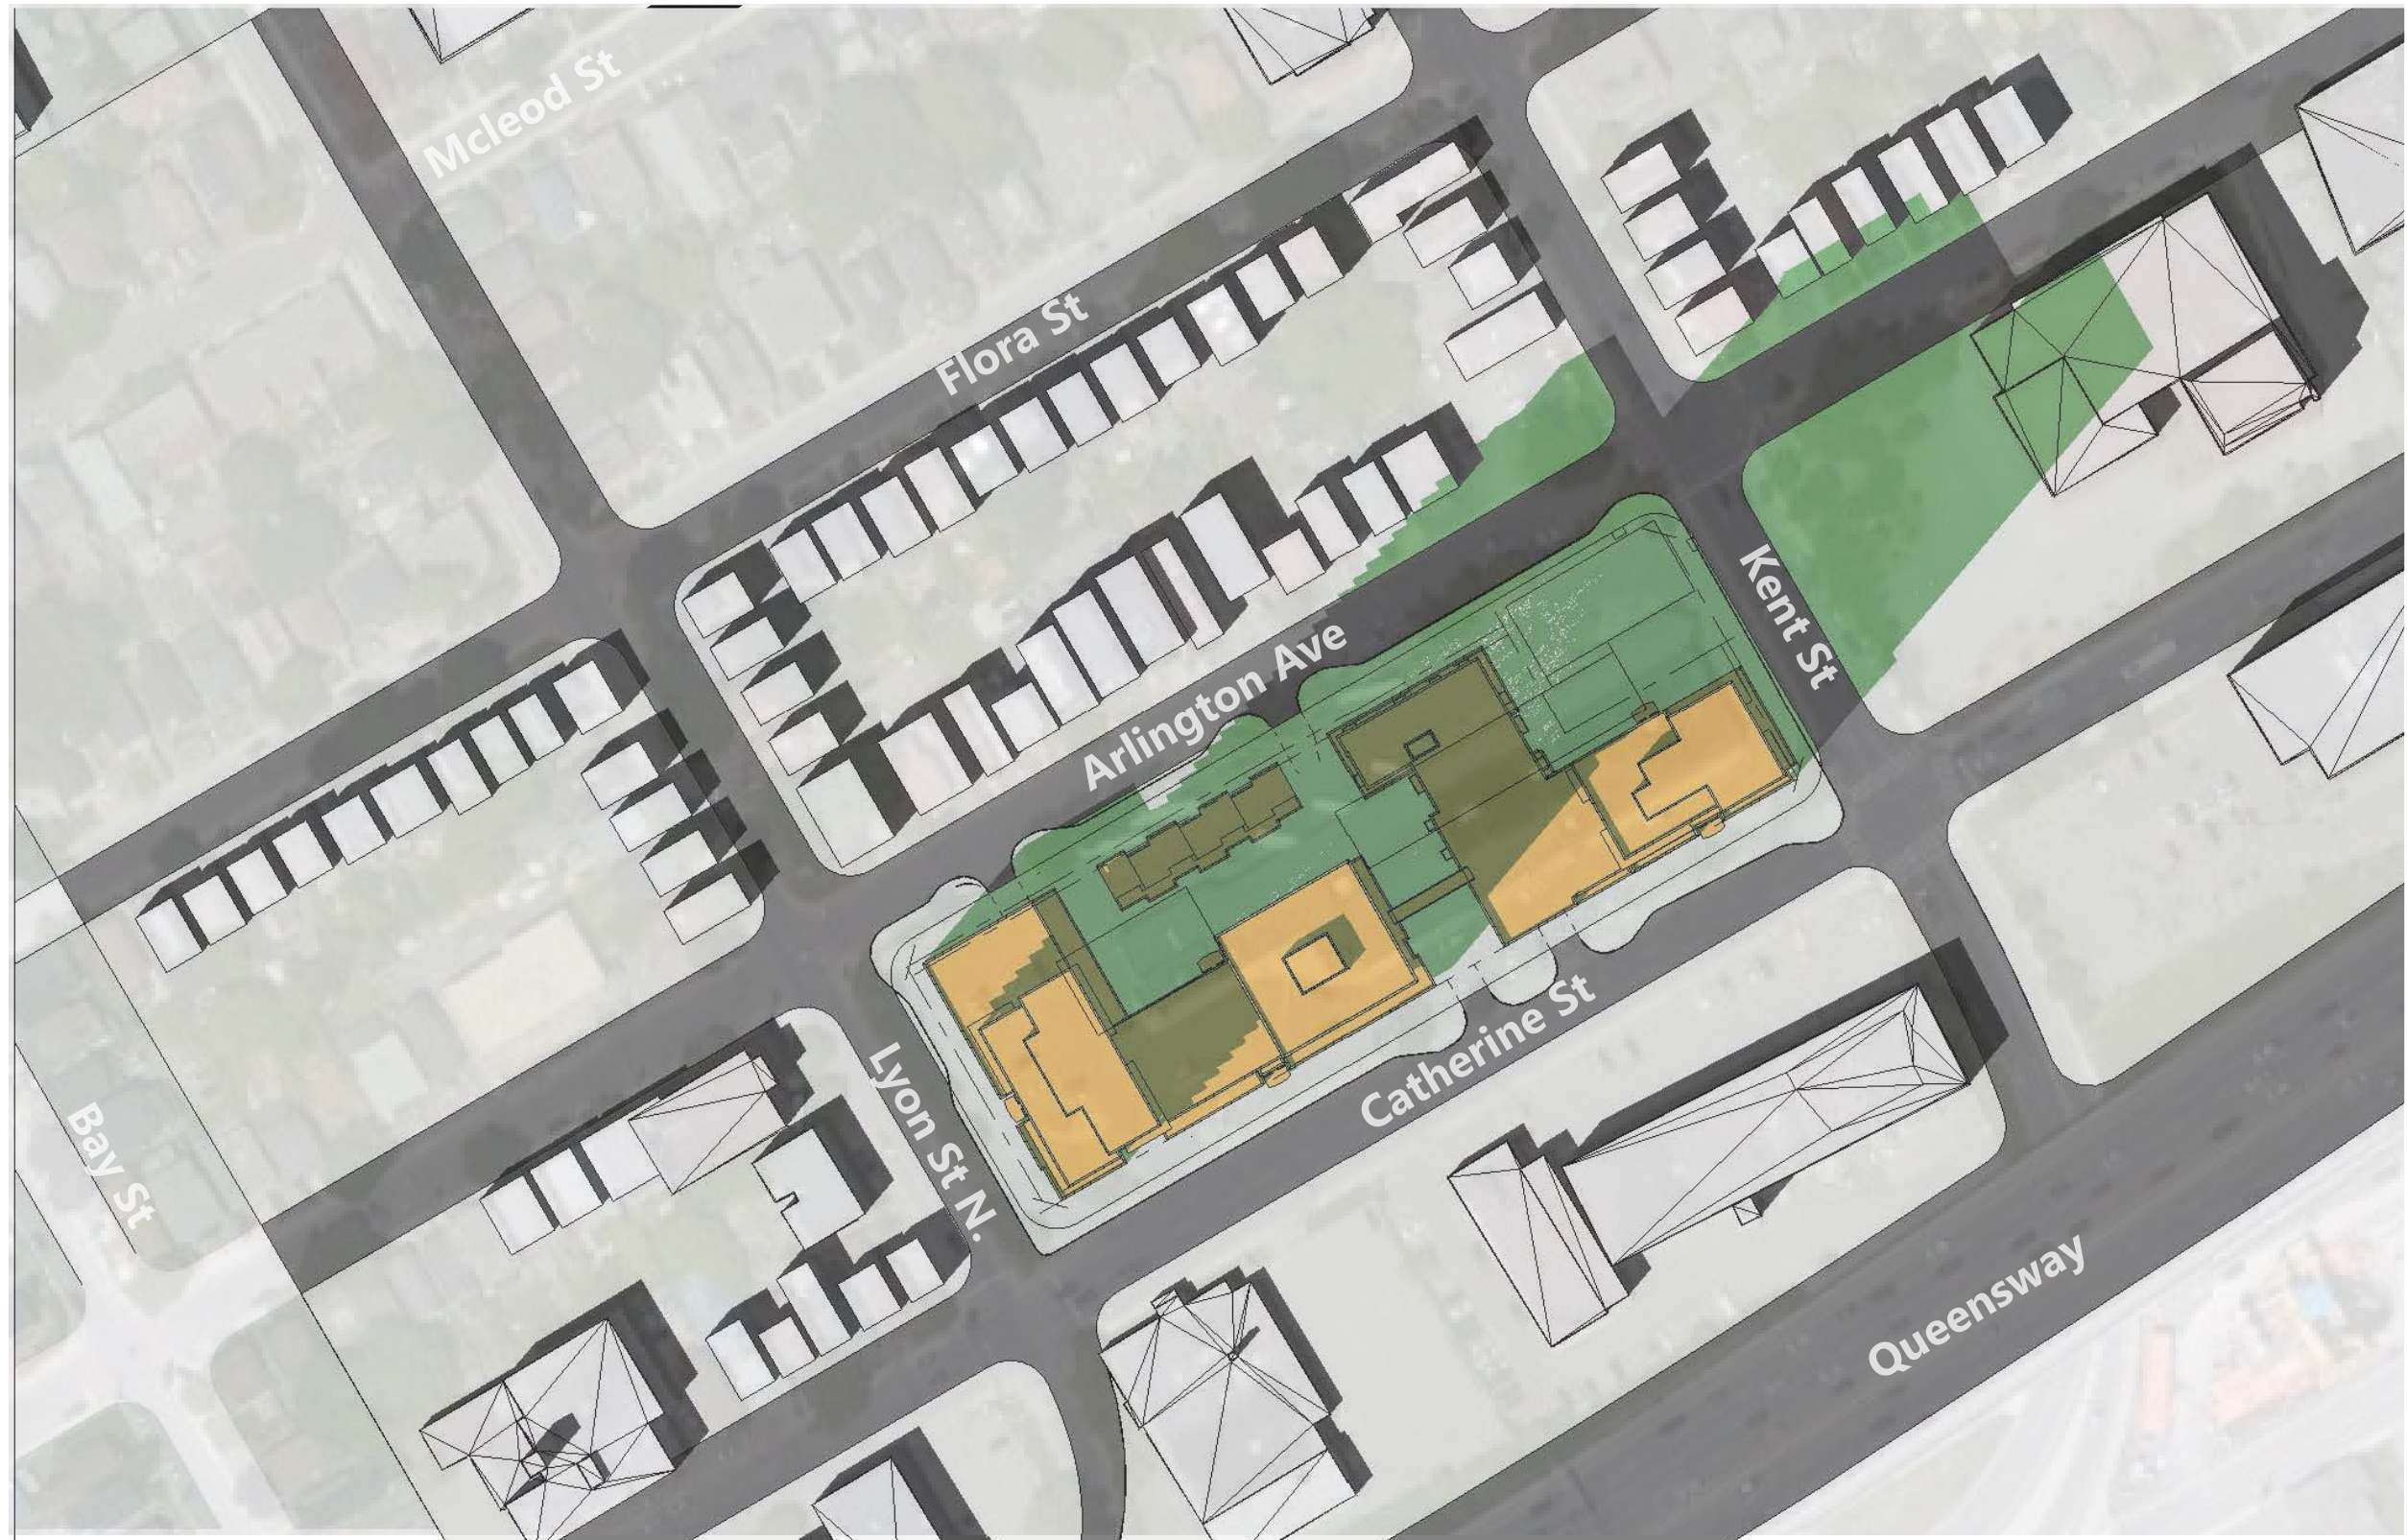 Mcleod St
Flora St
Kent St
Arlington Ave
Catherine St
Lyon St N.
Bay St
Queensway